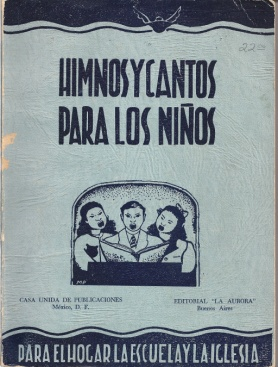 22
HIMNOS Y CANTOS
PARA LOS NIÑOS
CASA UNIDA DE PUBLICACIONES
México, D. F.
EDITORIAL "LA AURORA"
Buenos Aires
PARA EL HOGAR LA ESCUELA Y LA IGLESIA